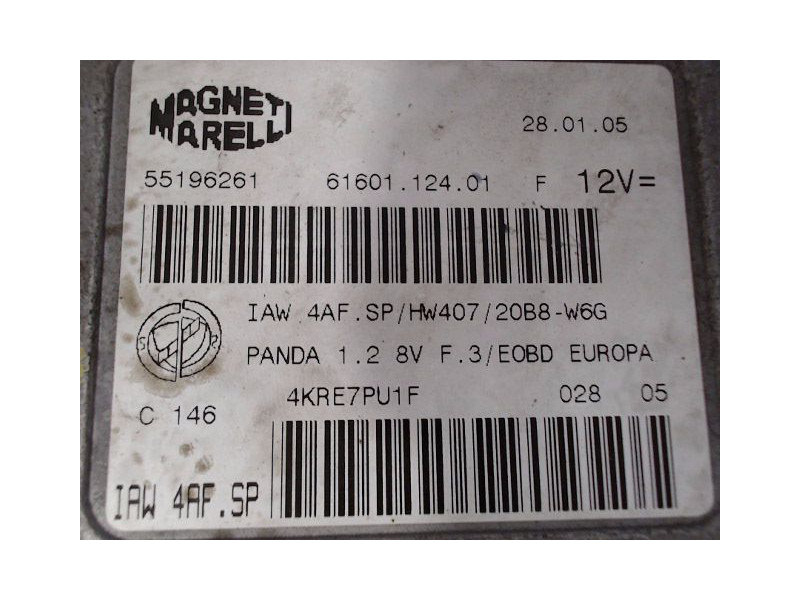 MAGNETI
MARELLI
28.01.05
55196261 61601.124.01 F 12V=
IAW 4AF.SP/HW407/20B8-W6G
S R
PANDA 1.2 8V F.3/EOBD EUROPA
4KRE7PU1F 028 05
C 146
IAW 4AF.SP